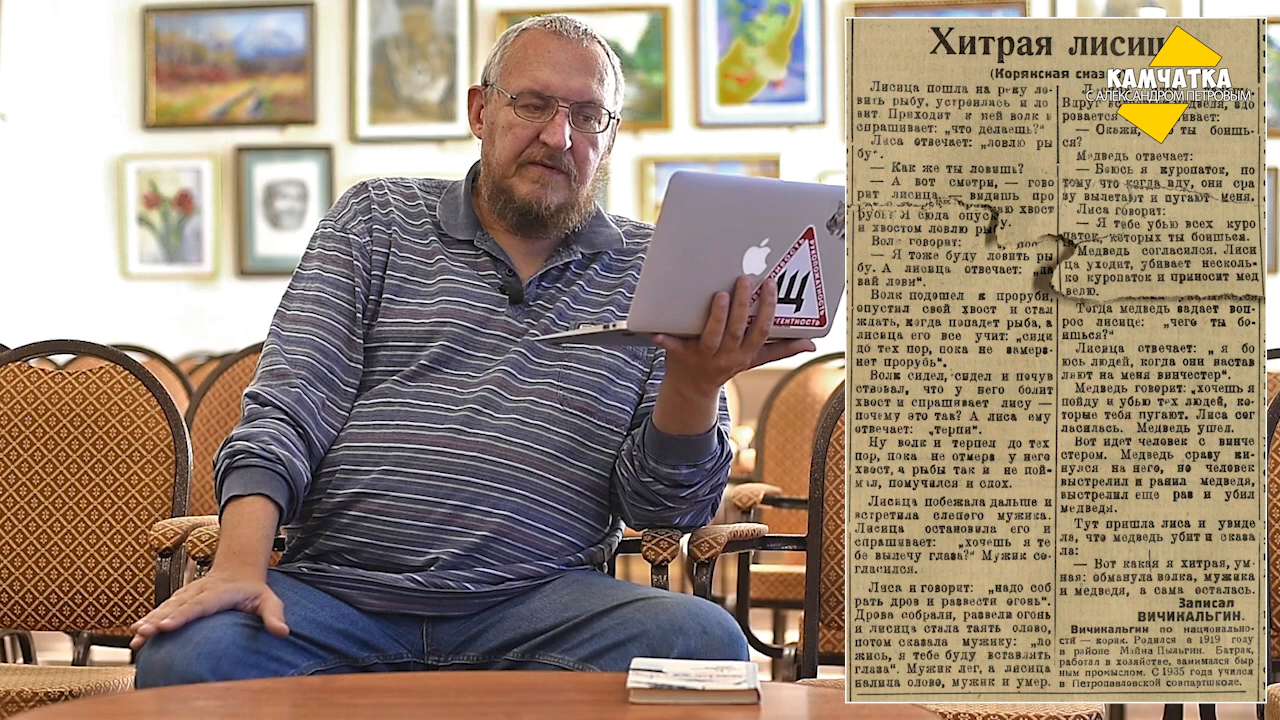 Хитрая лисиц
(Корякская сказ
Лисица пошла на реку ло
вить рыбу, устроилась и ло
вит. Приходит к ней волк и
спрашивает: „что делаешь?"
Лиса отвечает: „ловлю ры
бу".
— Как же ты ловишь?
— А вот смотри, — гово
рит лисица, — видишь про
рубь? Я сюда опуск
и хвостом ловлю ры у.
Волк говорит:
— Я тоже буду ловить ры
бу. А лисица отвечает: „да
вай лови".
Волк подошел к проруби,
опустил свой хвост и стал
ждать, когда попадет рыба, а
лисица его все учит: „сиди
до тех пор, пока не замерз-
нет прорубь".
Волк сидел, сидел и почув
ствовал, что у него болит
хвост и спрашивает лису —
почему это так? А лиса ему
отвечает: „терпи".
Ну волк и терпел до тех
пор, пока не отмерз у него
хвост, а рыбы так и не пой-
мал, помучился и сдох.
Лисица побежала дальше и
встретила слепого мужика.
Лисица остановила его и
спрашивает: „хочешь я те
бе вылечу глаза?" Мужик со-
гласился.
Лиса и говорит: „надо соб
рать дров и развести огонь".
Дрова собрали, развели огонь
и лисица стала таять олово,
потом сказала мужику: „ло
жись, я тебе буду вставлять
глаза". Мужик лег, а лисица
налила олово, мужик и умер.
Вдруг
ровается
— Скажи, ты боишь-
ся?
Медведь отвечает:
— Боюсь я куропаток, по
тому что когда иду, они сра
зу вылетают и пугают меня.
Лиса говорит:
— Я тебе убью всех куро
паток, которых ты боишься.
Медведь согласился. Лиси
ца уходит, убивает несколь-
ко куропаток и приносит мед
ведю.
Тогда медведь задает воп-
рос лисице: „чего ты бо-
ишься?"
Лисица отвечает: „ я бо
юсь людей, когда они настав
ляют на меня винчестер".
Медведь говорит: „хочешь я
пойду и убью тех людей, ко-
торые тебя пугают. Лиса сог
ласилась. Медведь ушел.
Вот идет человек с винче
стером. Медведь сразу ки-
нулся на него, но человек
выстрелил и ранил медведя,
выстрелил еще раз и убил
медведя.
Тут пришла лиса и увиде
ла, что медведь убит и сказа
ла:
— Вот какая я хитрая, ум-
ная: обманула волка, мужика
и медведя, а сама осталась.
Записал
ВИЧИКАЛЬГИН.
Вичикальгин по национально-
сти — коряк. Родился в 1919 году
в районе Майна Пыльгин. Батрак,
работал в хозяйстве, занимался был
ным промыслом. С 1935 года учился
в Петропавловской совпартшколе.
КАМЧАТКА
С АЛЕКСАНДРОМ ПЕТРОВЫМ
Щ